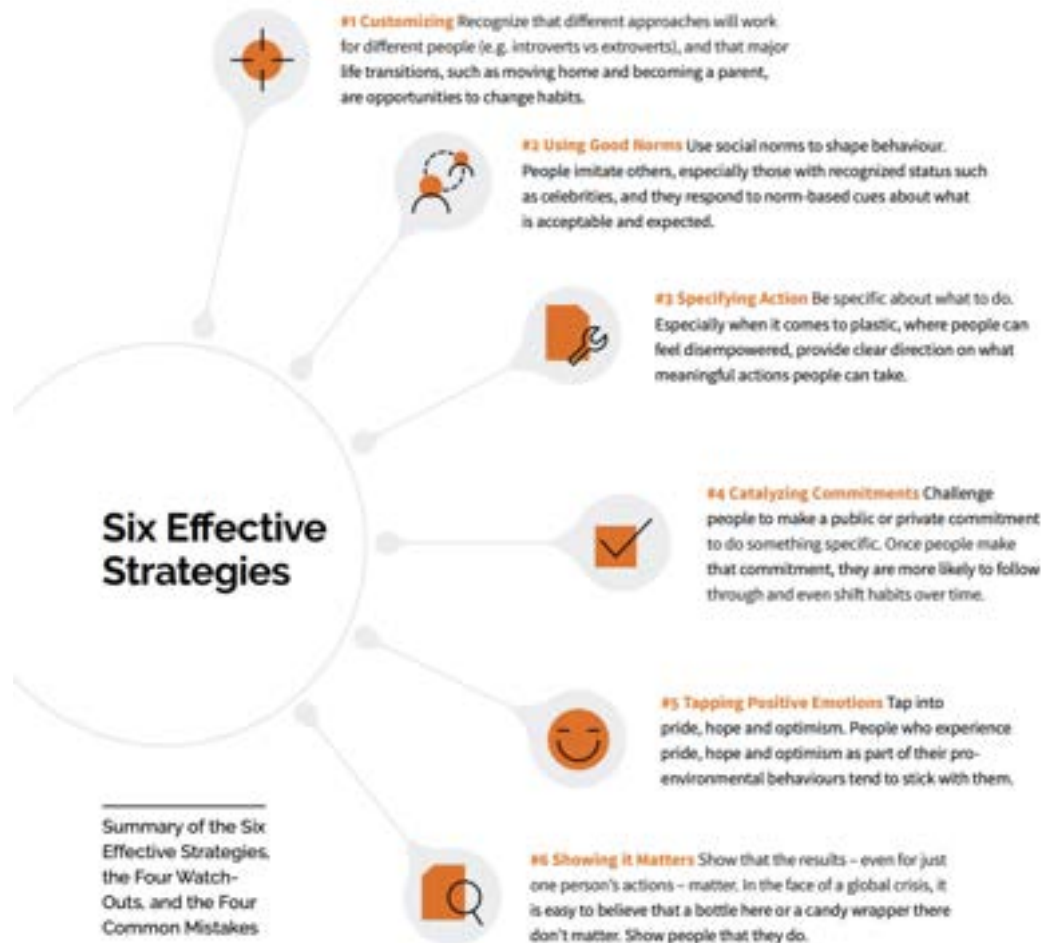 #1 Customizing Recognize that different approaches will work
for different people (e.g. introverts vs extroverts), and that major
life transitions, such as moving home and becoming a parent,
are opportunities to change habits.
#2 Using Good Norms Use social norms to shape behaviour.
People imitate others, especially those with recognized status such
as celebrities, and they respond to norm-based cues about what
is acceptable and expected.
#3 Specifying Action Be specific about what to do.
Especially when it comes to plastic, where people can
feel disempowered, provide clear direction on what
meaningful actions people can take.
Six Effective
Strategies
#4 Catalyzing Commitments Challenge
people to make a public or private commitment
to do something specific. Once people make
that commitment, they are more likely to follow
through and even shift habits over time.
#5 Tapping Positive Emotions Tap into
pride, hope and optimism. People who experience
pride, hope and optimism as part of their pro-
environmental behaviours tend to stick with them.
#6 Showing it Matters Show that the results – even for just
one person's actions – matter. In the face of a global crisis, it
is easy to believe that a bottle here or a candy wrapper there
don't matter. Show people that they do.
Summary of the Six
Effective Strategies,
the Four Watch-
Outs, and the Four
Common Mistakes